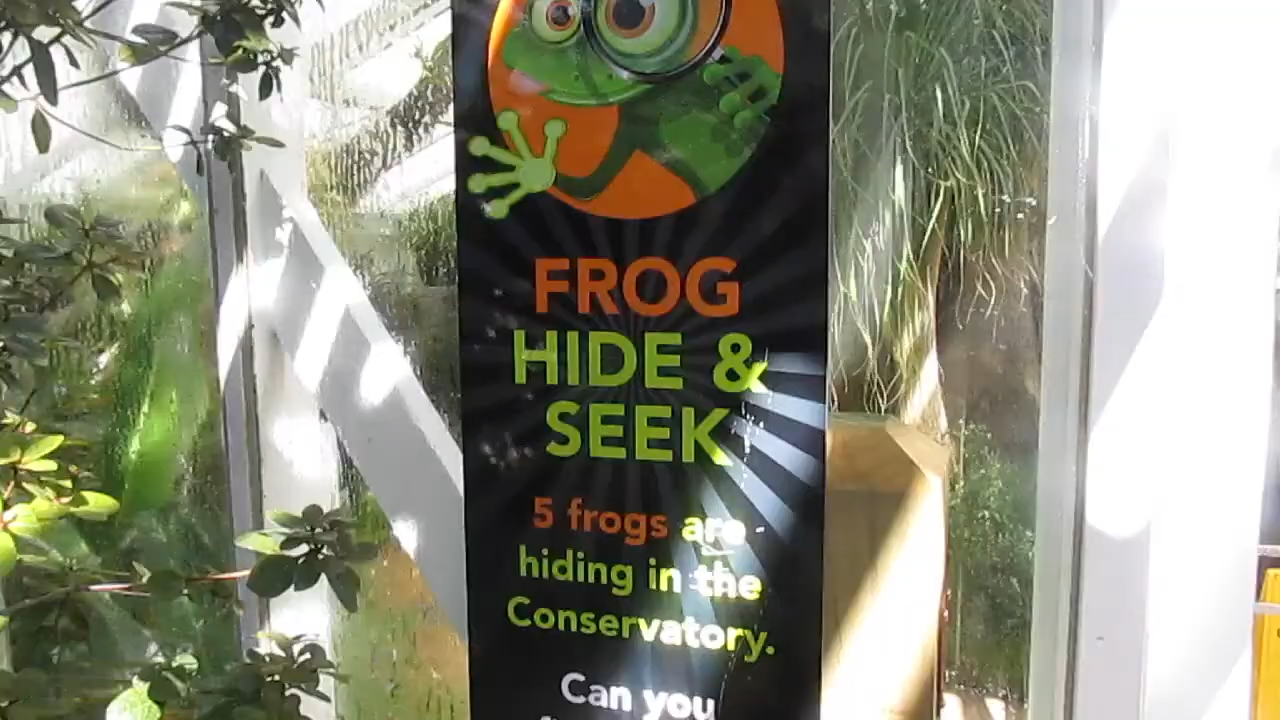 FROG
HIDE &
SEEK
5 frogs are
hiding in the
Conservatory.
Can you